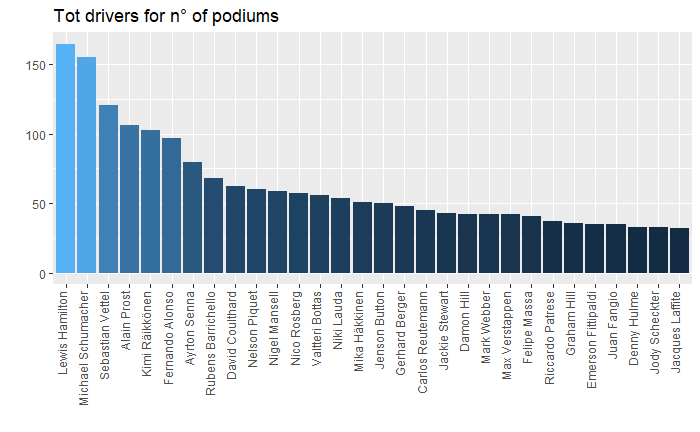 Tot drivers for n° of podiums
150
100
50
0
Lewis Hamilton
Michael Schumacher
Sebastian Vettel
Alain Prost
Kimi Räikkönen
Fernando Alonso
Ayrton Senna
Rubens Barrichello
David Coulthard
Nelson Piquet
Nigel Mansell
Nico Rosberg
Valtteri Bottas
Niki Lauda
Mika Häkkinen
Jenson Button
Gerhard Berger
Carlos Reutemann
Jackie Stewart
Damon Hill
Mark Webber
Max Verstappen
Felipe Massa
Riccardo Patrese
Graham Hill
Emerson Fittipaldi
Juan Fangio
Denny Hulme
Jody Scheckter
Jacques Laffite